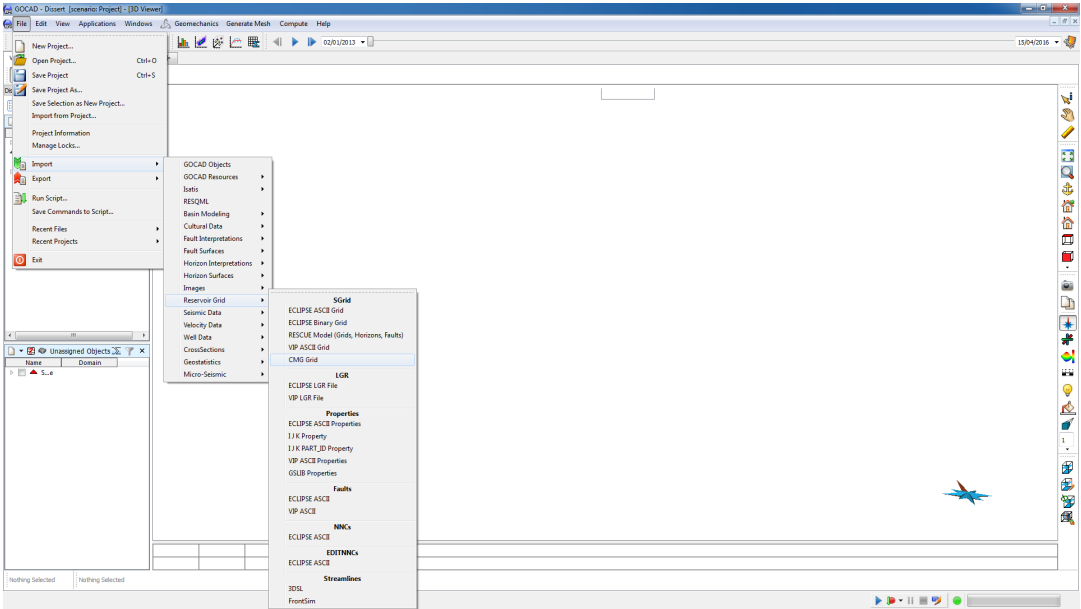 GOCAD - Dissert [scenario: Project] - [3D Viewer]
File Edit View Applications Windows Geomechanics Generate Mesh Compute Help
02/01/2013
15/04/2016
New Project...
Open Project... Ctrl+O
Save Project Ctrl+S
Save Project As...
Save Selection as New Project...
Import from Project...
Project Information
Manage Locks...
Import
Export
Run Script...
Save Commands to Script...
Recent Files
Recent Projects
Exit
GOCAD Objects
GOCAD Resources
Isatis
RESQML
Basin Modeling
Cultural Data
Fault Interpretations
Fault Surfaces
Horizon Interpretations
Horizon Surfaces
Images
Reservoir Grid
Seismic Data
Velocity Data
Well Data
CrossSections
Geostatistics
Micro-Seismic
SGrid
ECLIPSE ASCII Grid
ECLIPSE Binary Grid
RESCUE Model (Grids, Horizons, Faults)
VIP ASCII Grid
CMG Grid
LGR
ECLIPSE LGR File
VIP LGR File
Properties
ECLIPSE ASCII Properties
I J K Property
I J K PART_ID Property
VIP ASCII Properties
GSLIB Properties
Faults
ECLIPSE ASCII
VIP ASCII
NNCs
ECLIPSE ASCII
EDITNNCs
ECLIPSE ASCII
Streamlines
3DSL
FrontSim
Unassigned Objects
Name Domain
S...e
1
Nothing Selected Nothing Selected